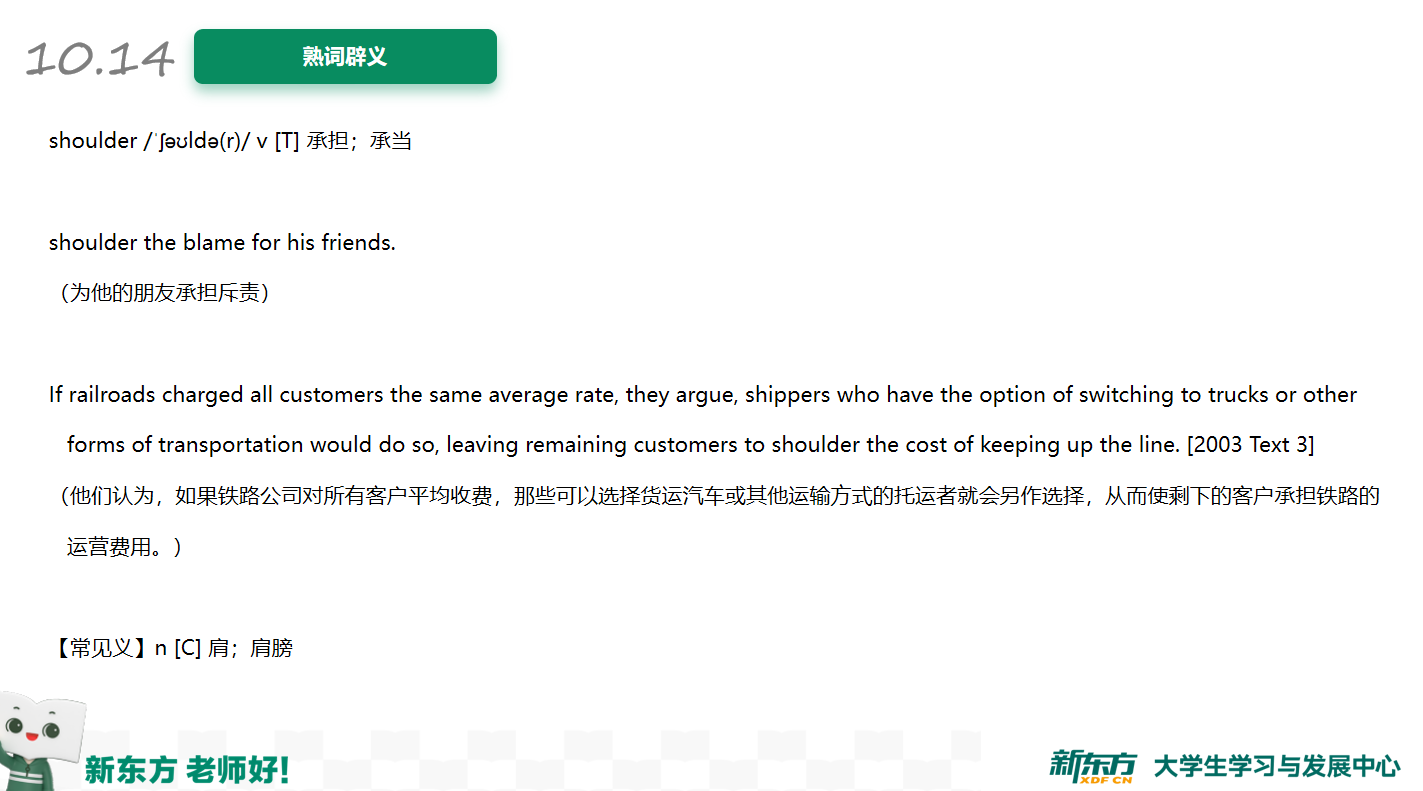 10.14
熟词辟义
shoulder /ˈʃəʊldə(r)/ v [T] 承担；承当
shoulder the blame for his friends.
（为他的朋友承担斥责）
If railroads charged all customers the same average rate, they argue, shippers who have the option of switching to trucks or other
forms of transportation would do so, leaving remaining customers to shoulder the cost of keeping up the line. [2003 Text 3]
（他们认为，如果铁路公司对所有客户平均收费，那些可以选择货运汽车或其他运输方式的托运者就会另作选择，从而使剩下的客户承担铁路的
运营费用。）
【常见义】n [C] 肩；肩膀
新东方 老师好！
新东方 XDF.CN 大学生学习与发展中心